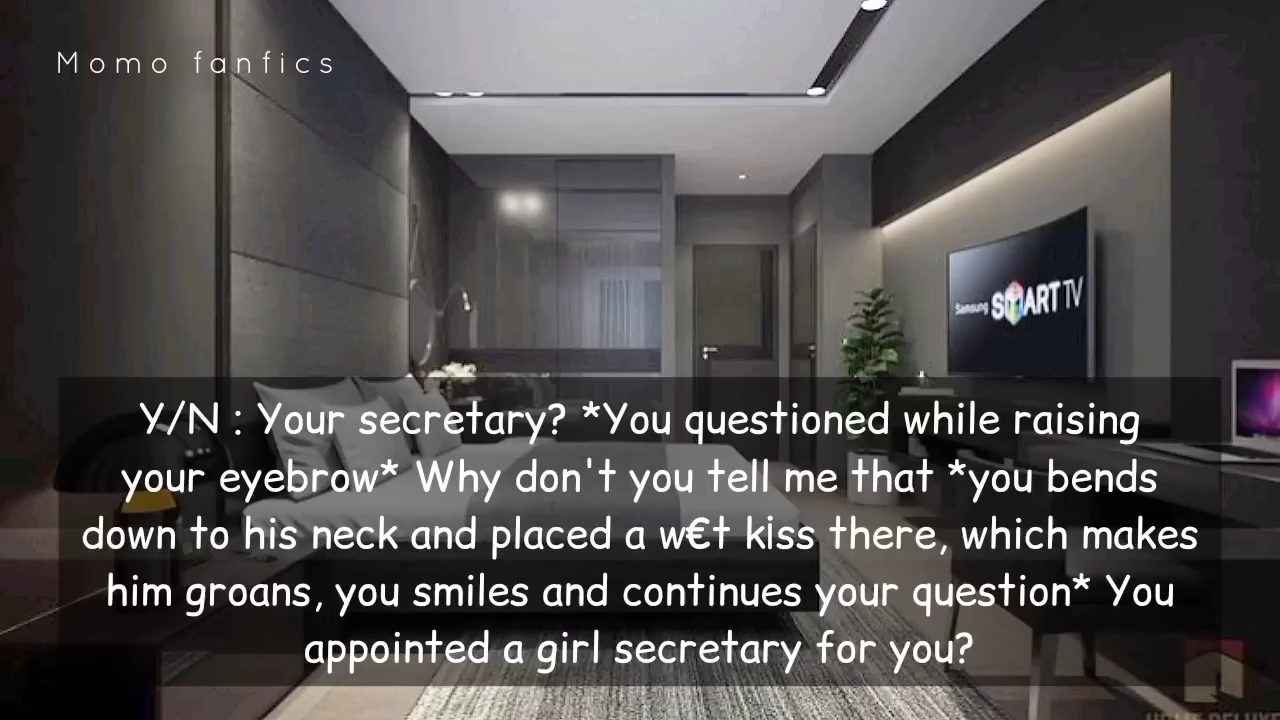 Momo fanfics
Samsung SMART TV
Y/N : Your secretary? *You questioned while raising
your eyebrow* Why don't you tell me that *you bends
down to his neck and placed a w€t kiss there, which makes
him groans, you smiles and continues your question* You
appointed a girl secretary for you?